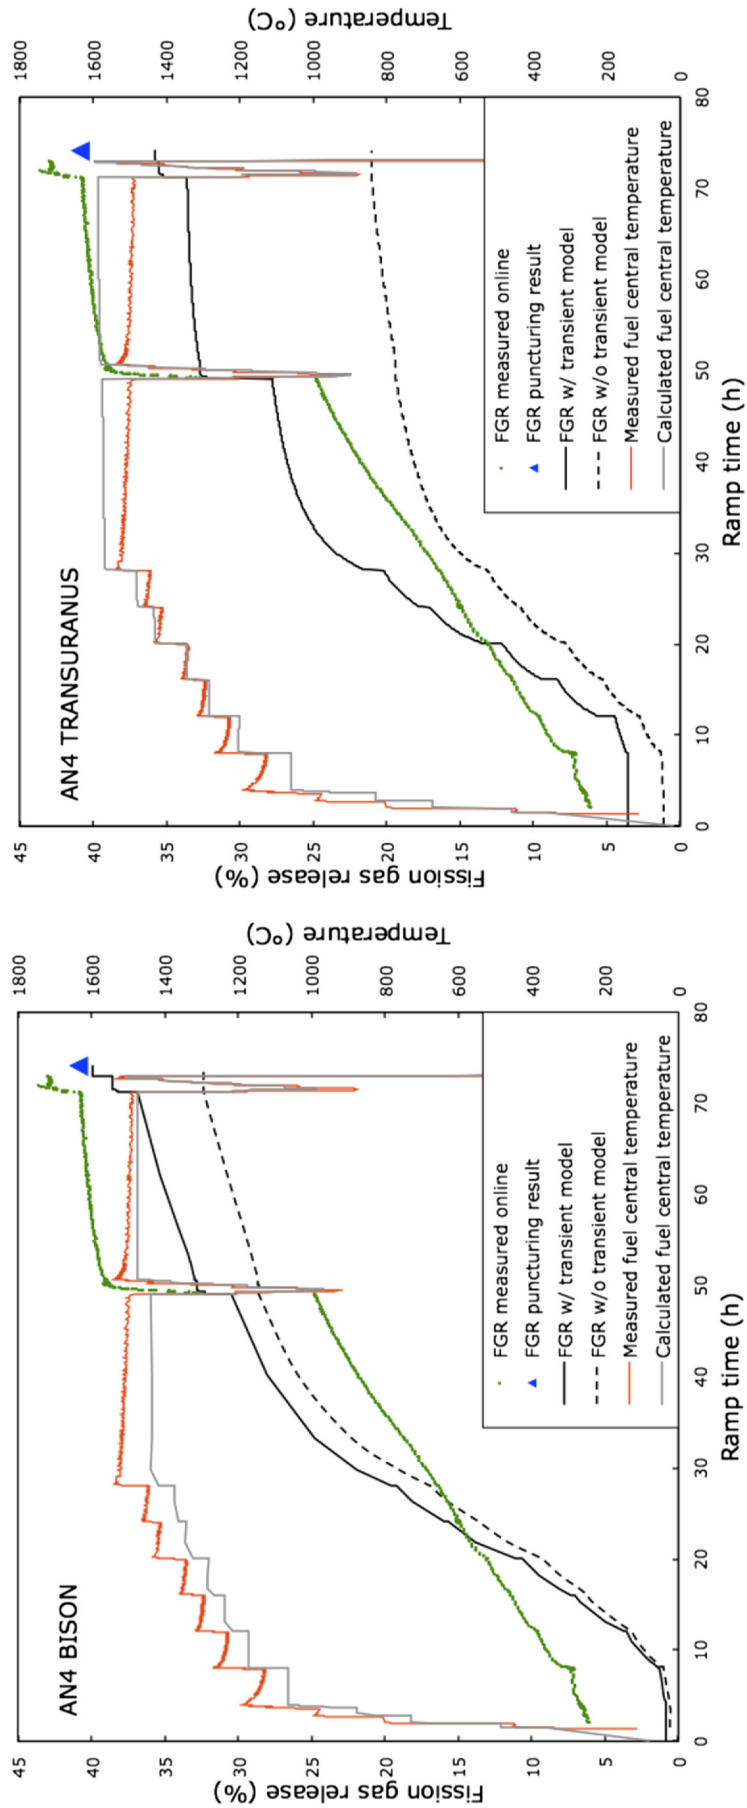 AN4 BISON
Fission gas release (%)
45
40
35
30
25
20
15
10
5
0
Temperature (°C)
1800
1600
1400
1200
1000
800
600
400
200
0
0
10
20
30
40
50
60
70
80
Ramp time (h)
FGR measured online
FGR puncturing result
FGR w/ transient model
FGR w/o transient model
Measured fuel central temperature
Calculated fuel central temperature
AN4 TRANSURANUS
Fission gas release (%)
45
40
35
30
25
20
15
10
5
0
Temperature (°C)
1800
1600
1400
1200
1000
800
600
400
200
0
0
10
20
30
40
50
60
70
80
Ramp time (h)
FGR measured online
FGR puncturing result
FGR w/ transient model
FGR w/o transient model
Measured fuel central temperature
Calculated fuel central temperature